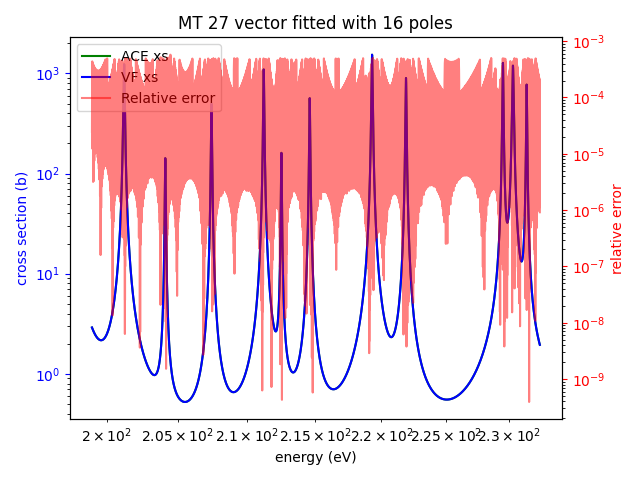 MT 27 vector fitted with 16 poles
ACE xs
VF xs
Relative error
10³
10²
10¹
10⁰
cross section (b)
10⁻³
10⁻⁴
10⁻⁵
10⁻⁶
10⁻⁷
10⁻⁸
10⁻⁹
relative error
2 × 10² 2.05 × 10² 2.1 × 10² 2.15 × 10² 2.2 × 10² 2.25 × 10² 2.3 × 10²
energy (eV)